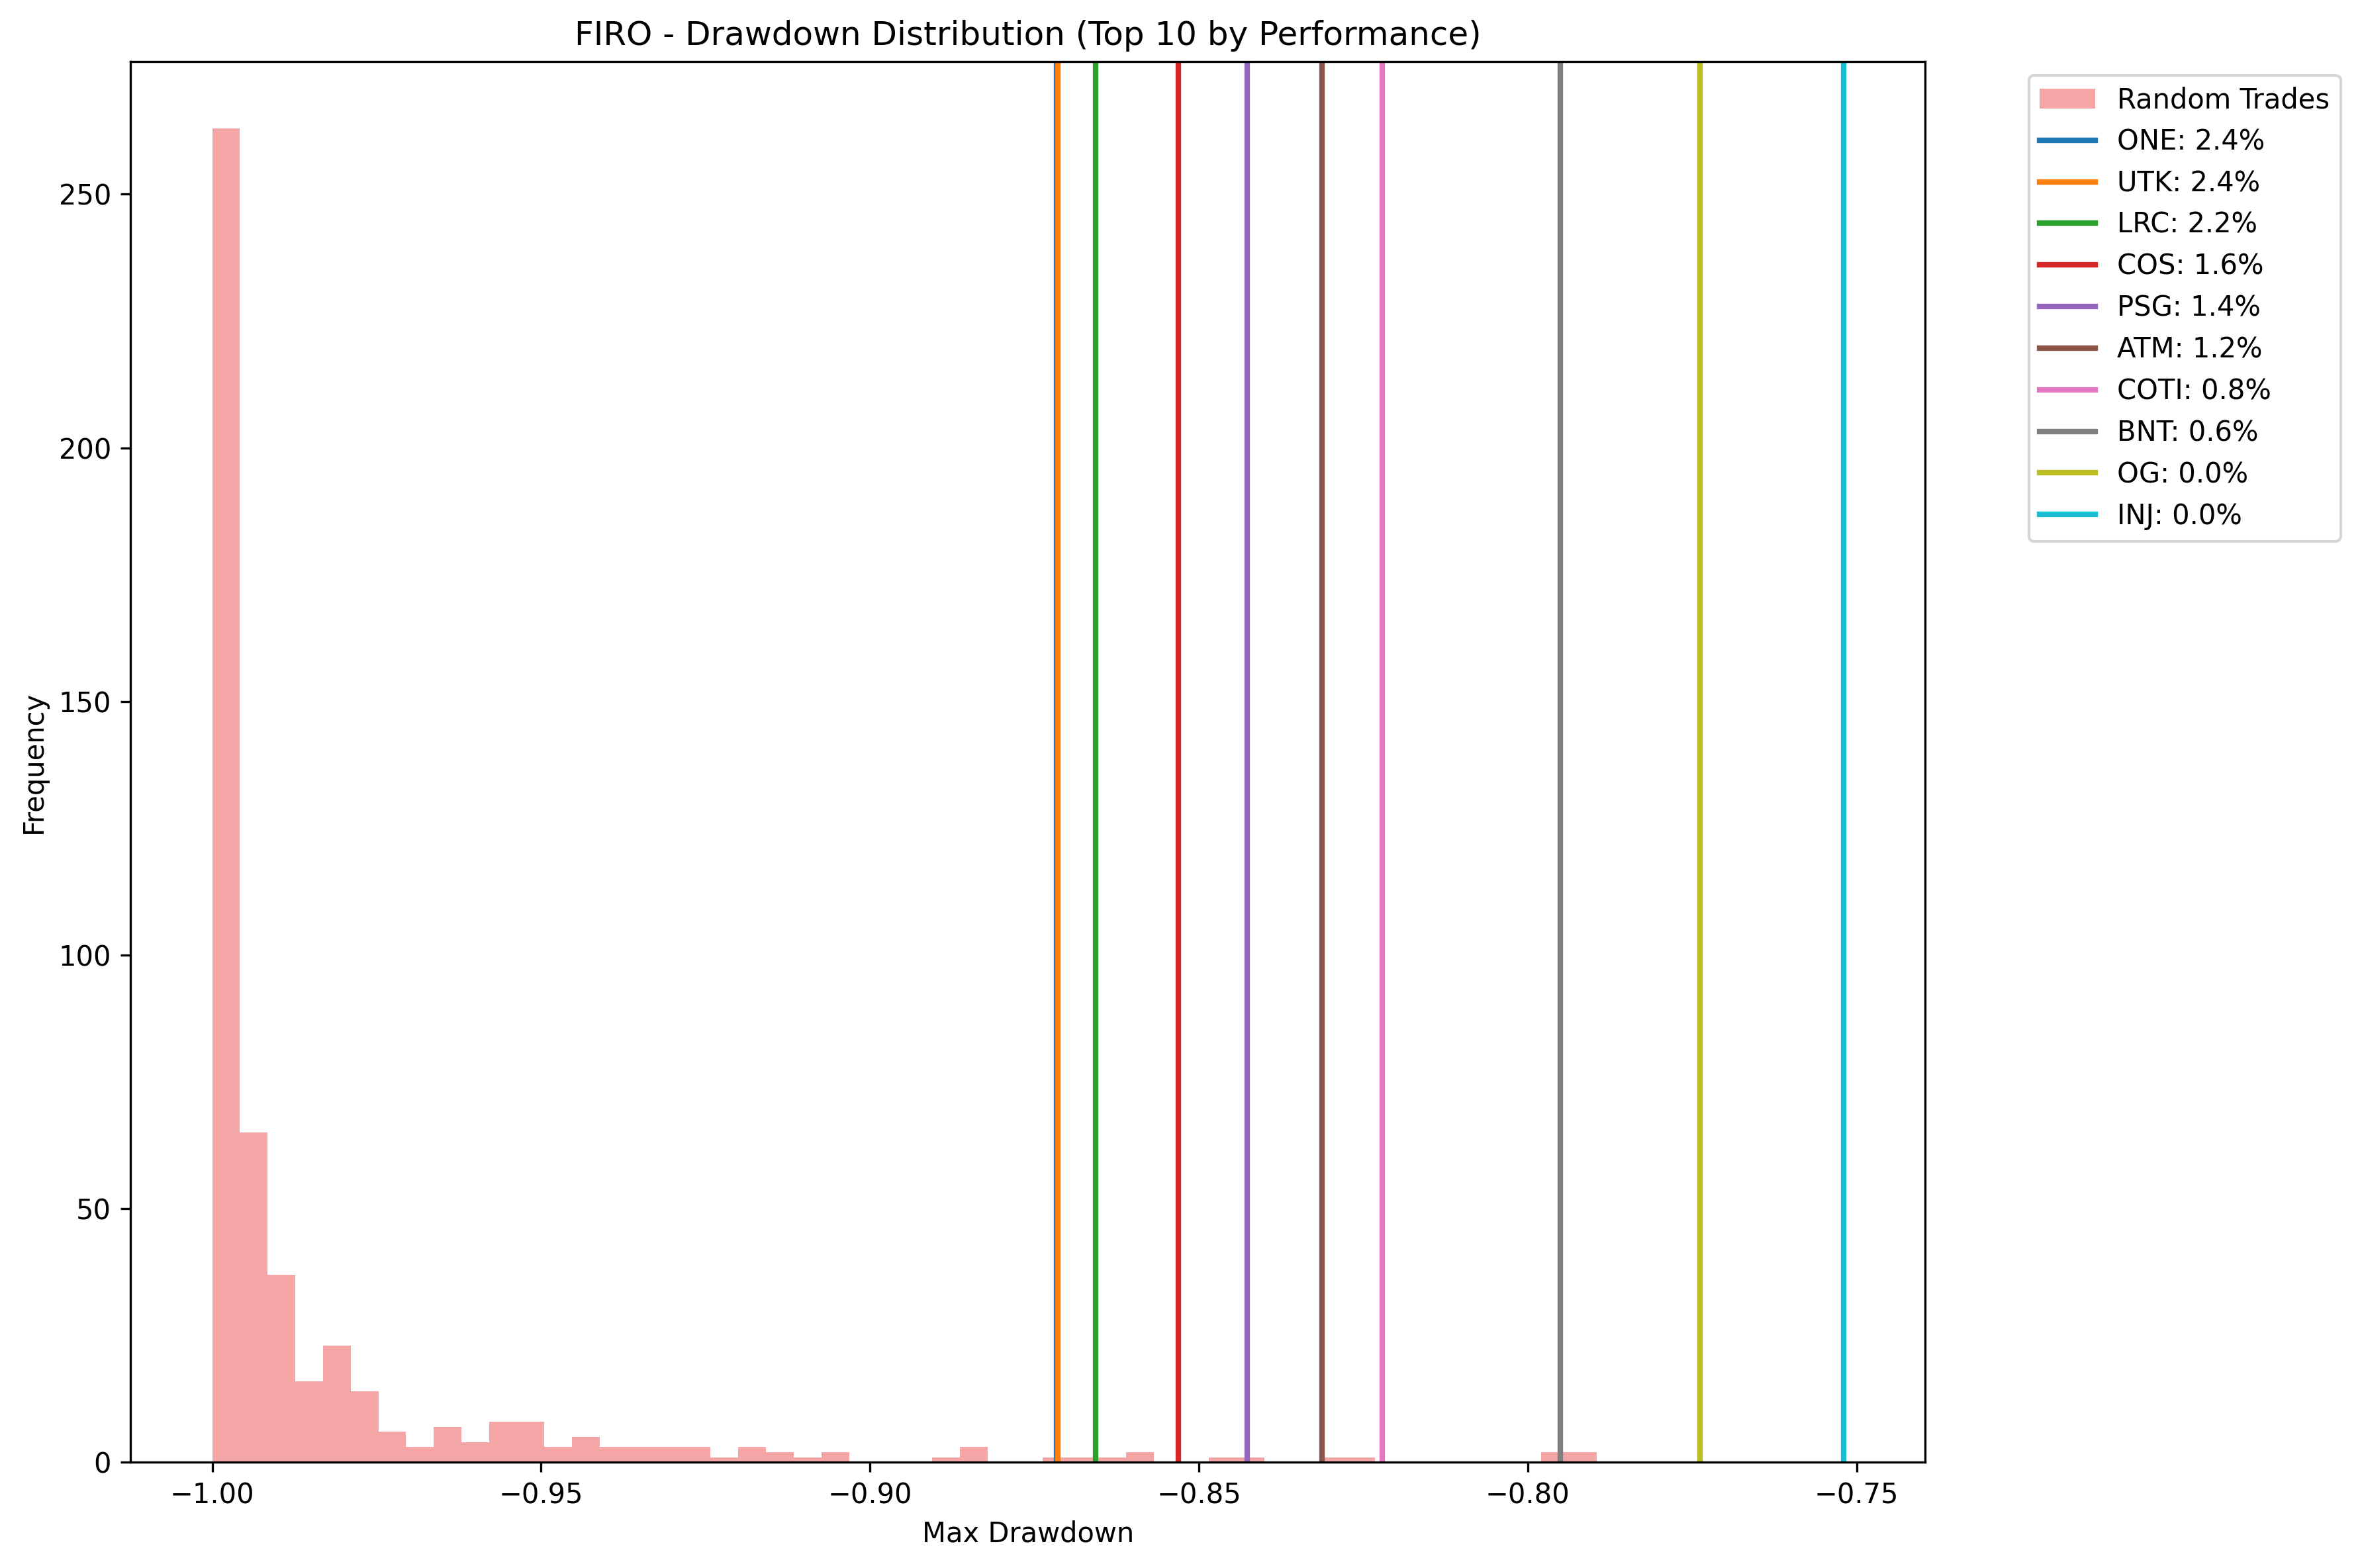 FIRO - Drawdown Distribution (Top 10 by Performance)
Random Trades
ONE: 2.4%
UTK: 2.4%
LRC: 2.2%
COS: 1.6%
PSG: 1.4%
ATM: 1.2%
COTI: 0.8%
BNT: 0.6%
OG: 0.0%
INJ: 0.0%
Frequency
250
200
150
100
50
0
−1.00 −0.95 −0.90 −0.85 −0.80 −0.75
Max Drawdown